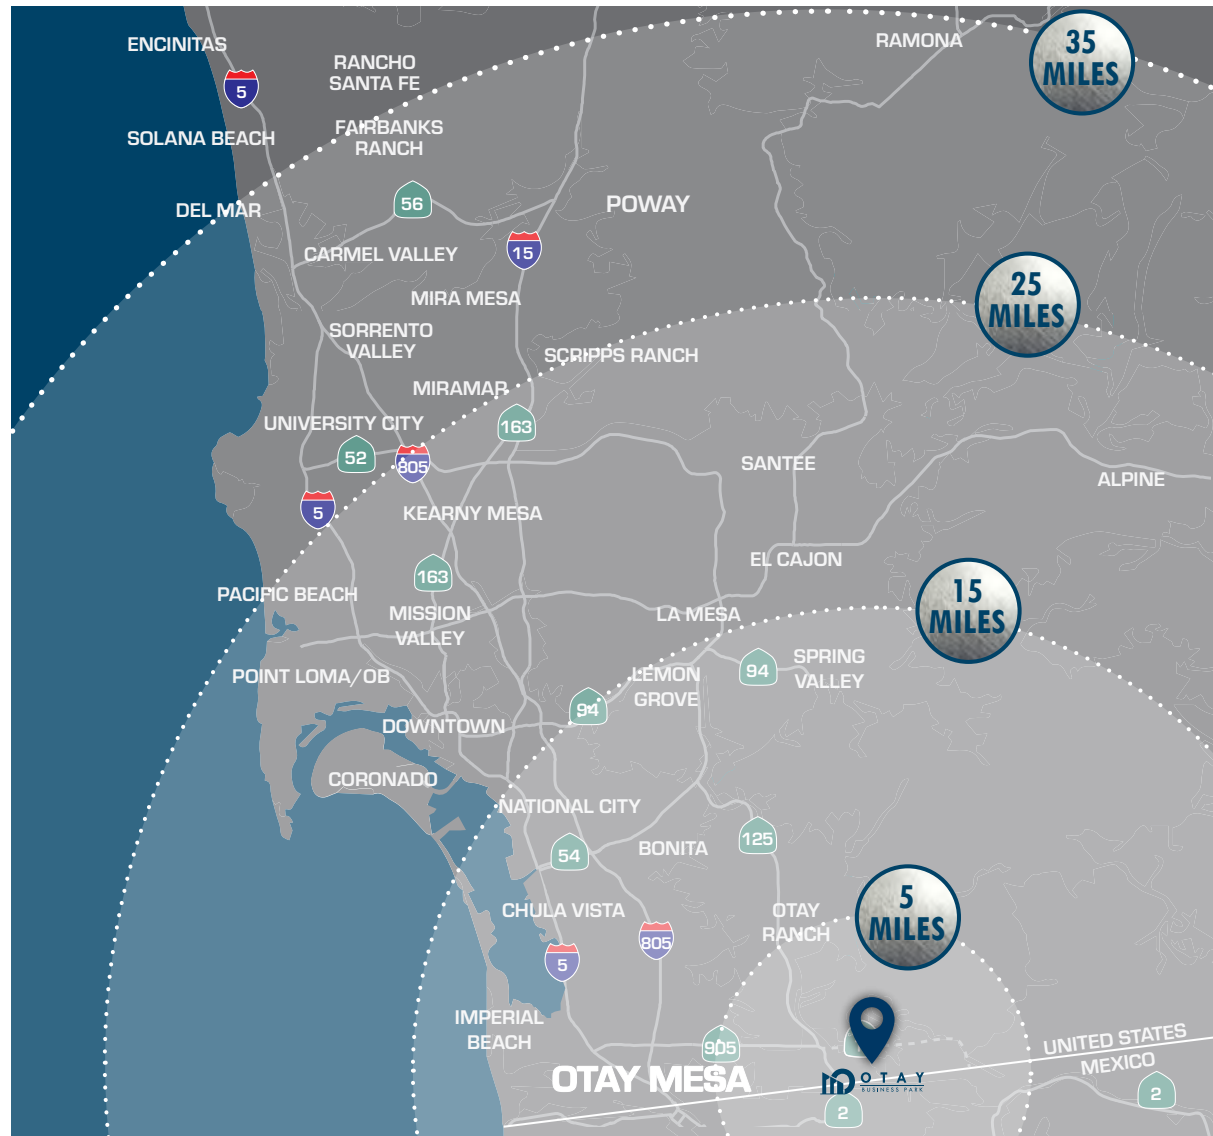 ENCINITAS
RAMONA
35
MILES
RANCHO
SANTA FE
5
FAIRBANKS
RANCH
SOLANA BEACH
DEL MAR
56
POWAY
CARMEL VALLEY
15
MIRA MESA
25
MILES
SORRENTO
VALLEY
SCRIPPS RANCH
MIRAMAR
UNIVERSITY CITY
163
52
805
SANTEE
ALPINE
5
KEARNY MESA
EL CAJON
163
PACIFIC BEACH
MISSION
VALLEY
LA MESA
15
MILES
POINT LOMA/OB
LEMON
GROVE
94
SPRING
VALLEY
94
DOWNTOWN
CORONADO
NATIONAL CITY
54
BONITA
125
CHULA VISTA
OTAY
RANCH
5
MILES
805
5
IMPERIAL
BEACH
905
UNITED STATES
MEXICO
OTAY MESA
OTAY
BUSINESS PARK
2
2